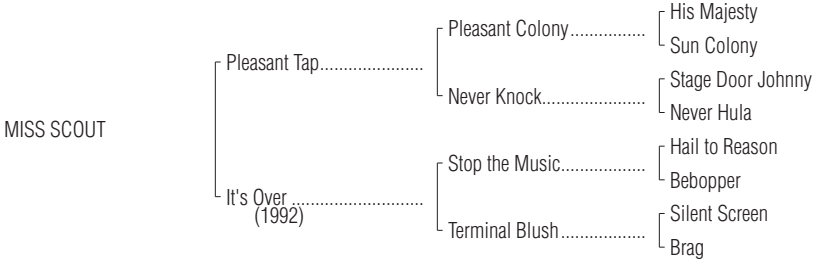 His Majesty
Pleasant Colony................
Sun Colony
Pleasant Tap......................
Stage Door Johnny
Never Knock......................
Never Hula
MISS SCOUT
Hail to Reason
Stop the Music..................
Bebopper
It's Over ............................
(1992)
Silent Screen
Terminal Blush..................
Brag